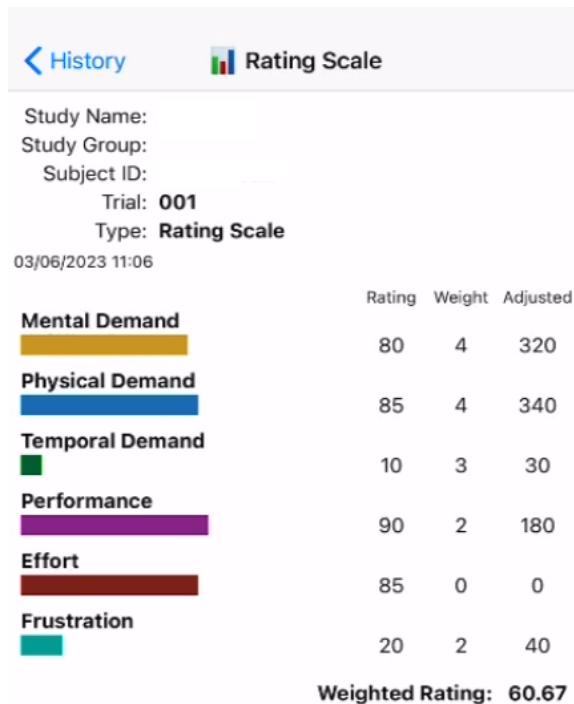 History Rating Scale
Study Name:
Study Group:
Subject ID:
Trial: 001
Type: Rating Scale
03/06/2023 11:06
Rating Weight Adjusted
Mental Demand
80 4 320
Physical Demand
85 4 340
Temporal Demand
10 3 30
Performance
90 2 180
Effort
85 0 0
Frustration
20 2 40
Weighted Rating: 60.67